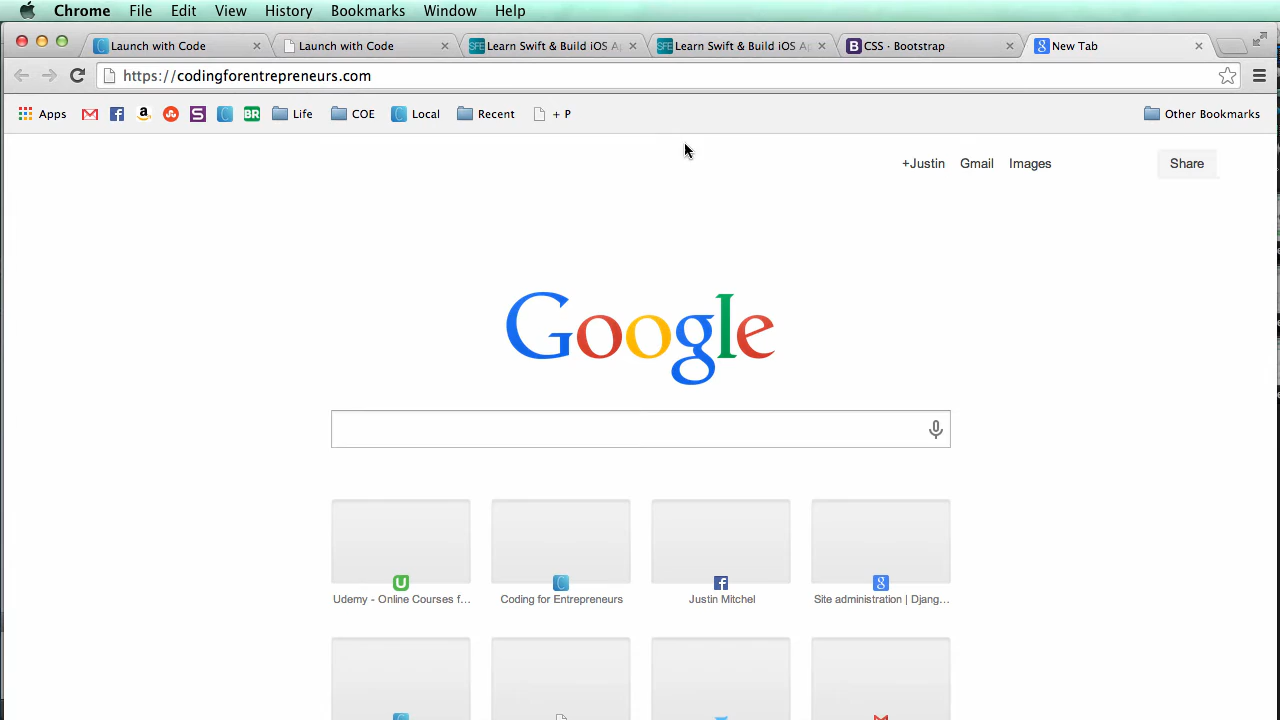 Chrome File Edit View History Bookmarks Window Help
Launch with Code Launch with Code Learn Swift & Build iOS A Learn Swift & Build iOS A CSS · Bootstrap New Tab
https://codingforentrepreneurs.com
Apps Life COE Local Recent + P Other Bookmarks
+Justin Gmail Images Share
Google
Udemy - Online Courses f... Coding for Entrepreneurs Justin Mitchel Site administration | Djang...